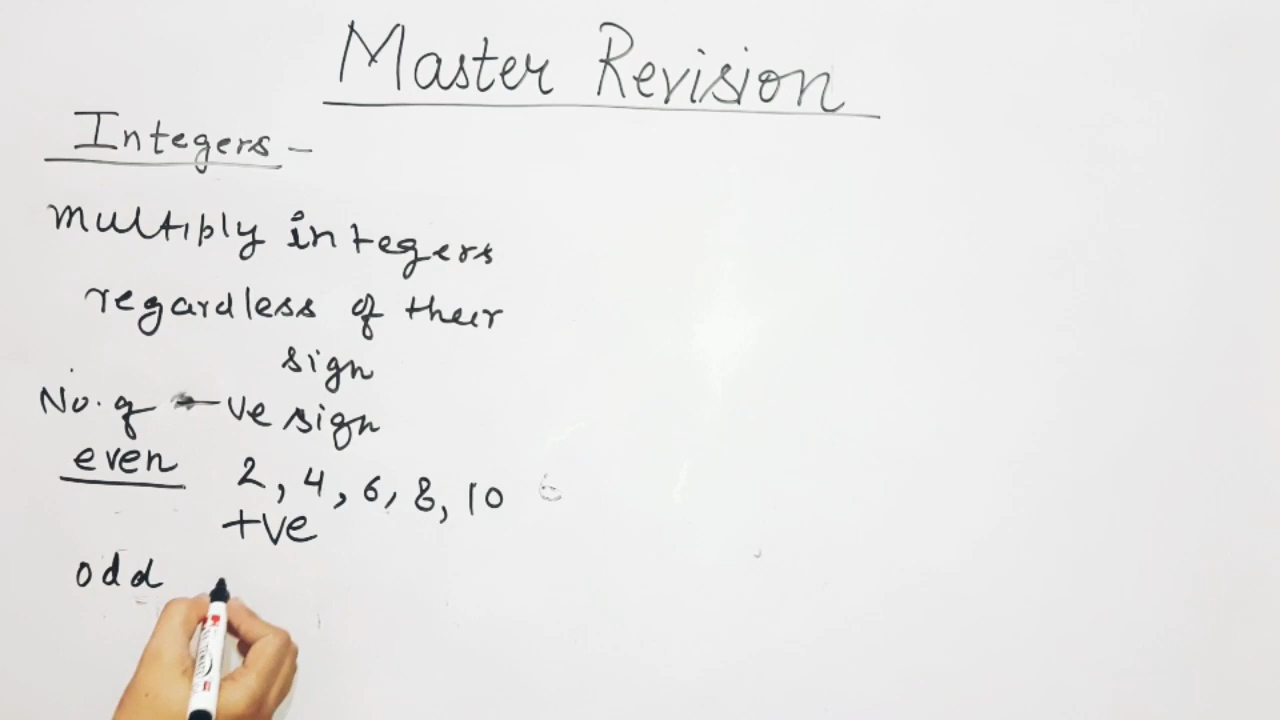 Master Revision
Integers -
multiply integers
regardless of their
sign
No. of -ve sign
even 2, 4, 6, 8, 10
+ve
odd